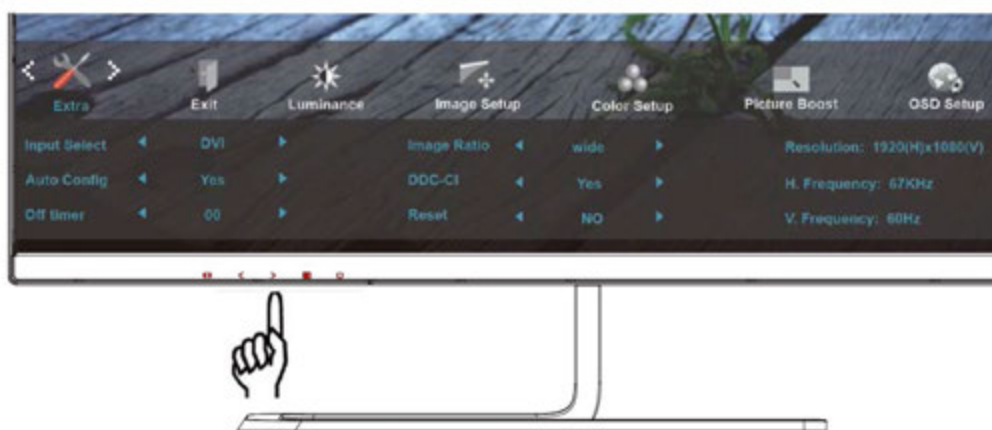 Extra Exit Luminance Image Setup Color Setup Picture Boost OSD Setup
Input Select DVI Image Ratio wide Resolution: 1920(H)x1080(V)
Auto Config Yes DDC-CI Yes H. Frequency: 67KHz
Off timer 00 Reset NO V. Frequency: 60Hz